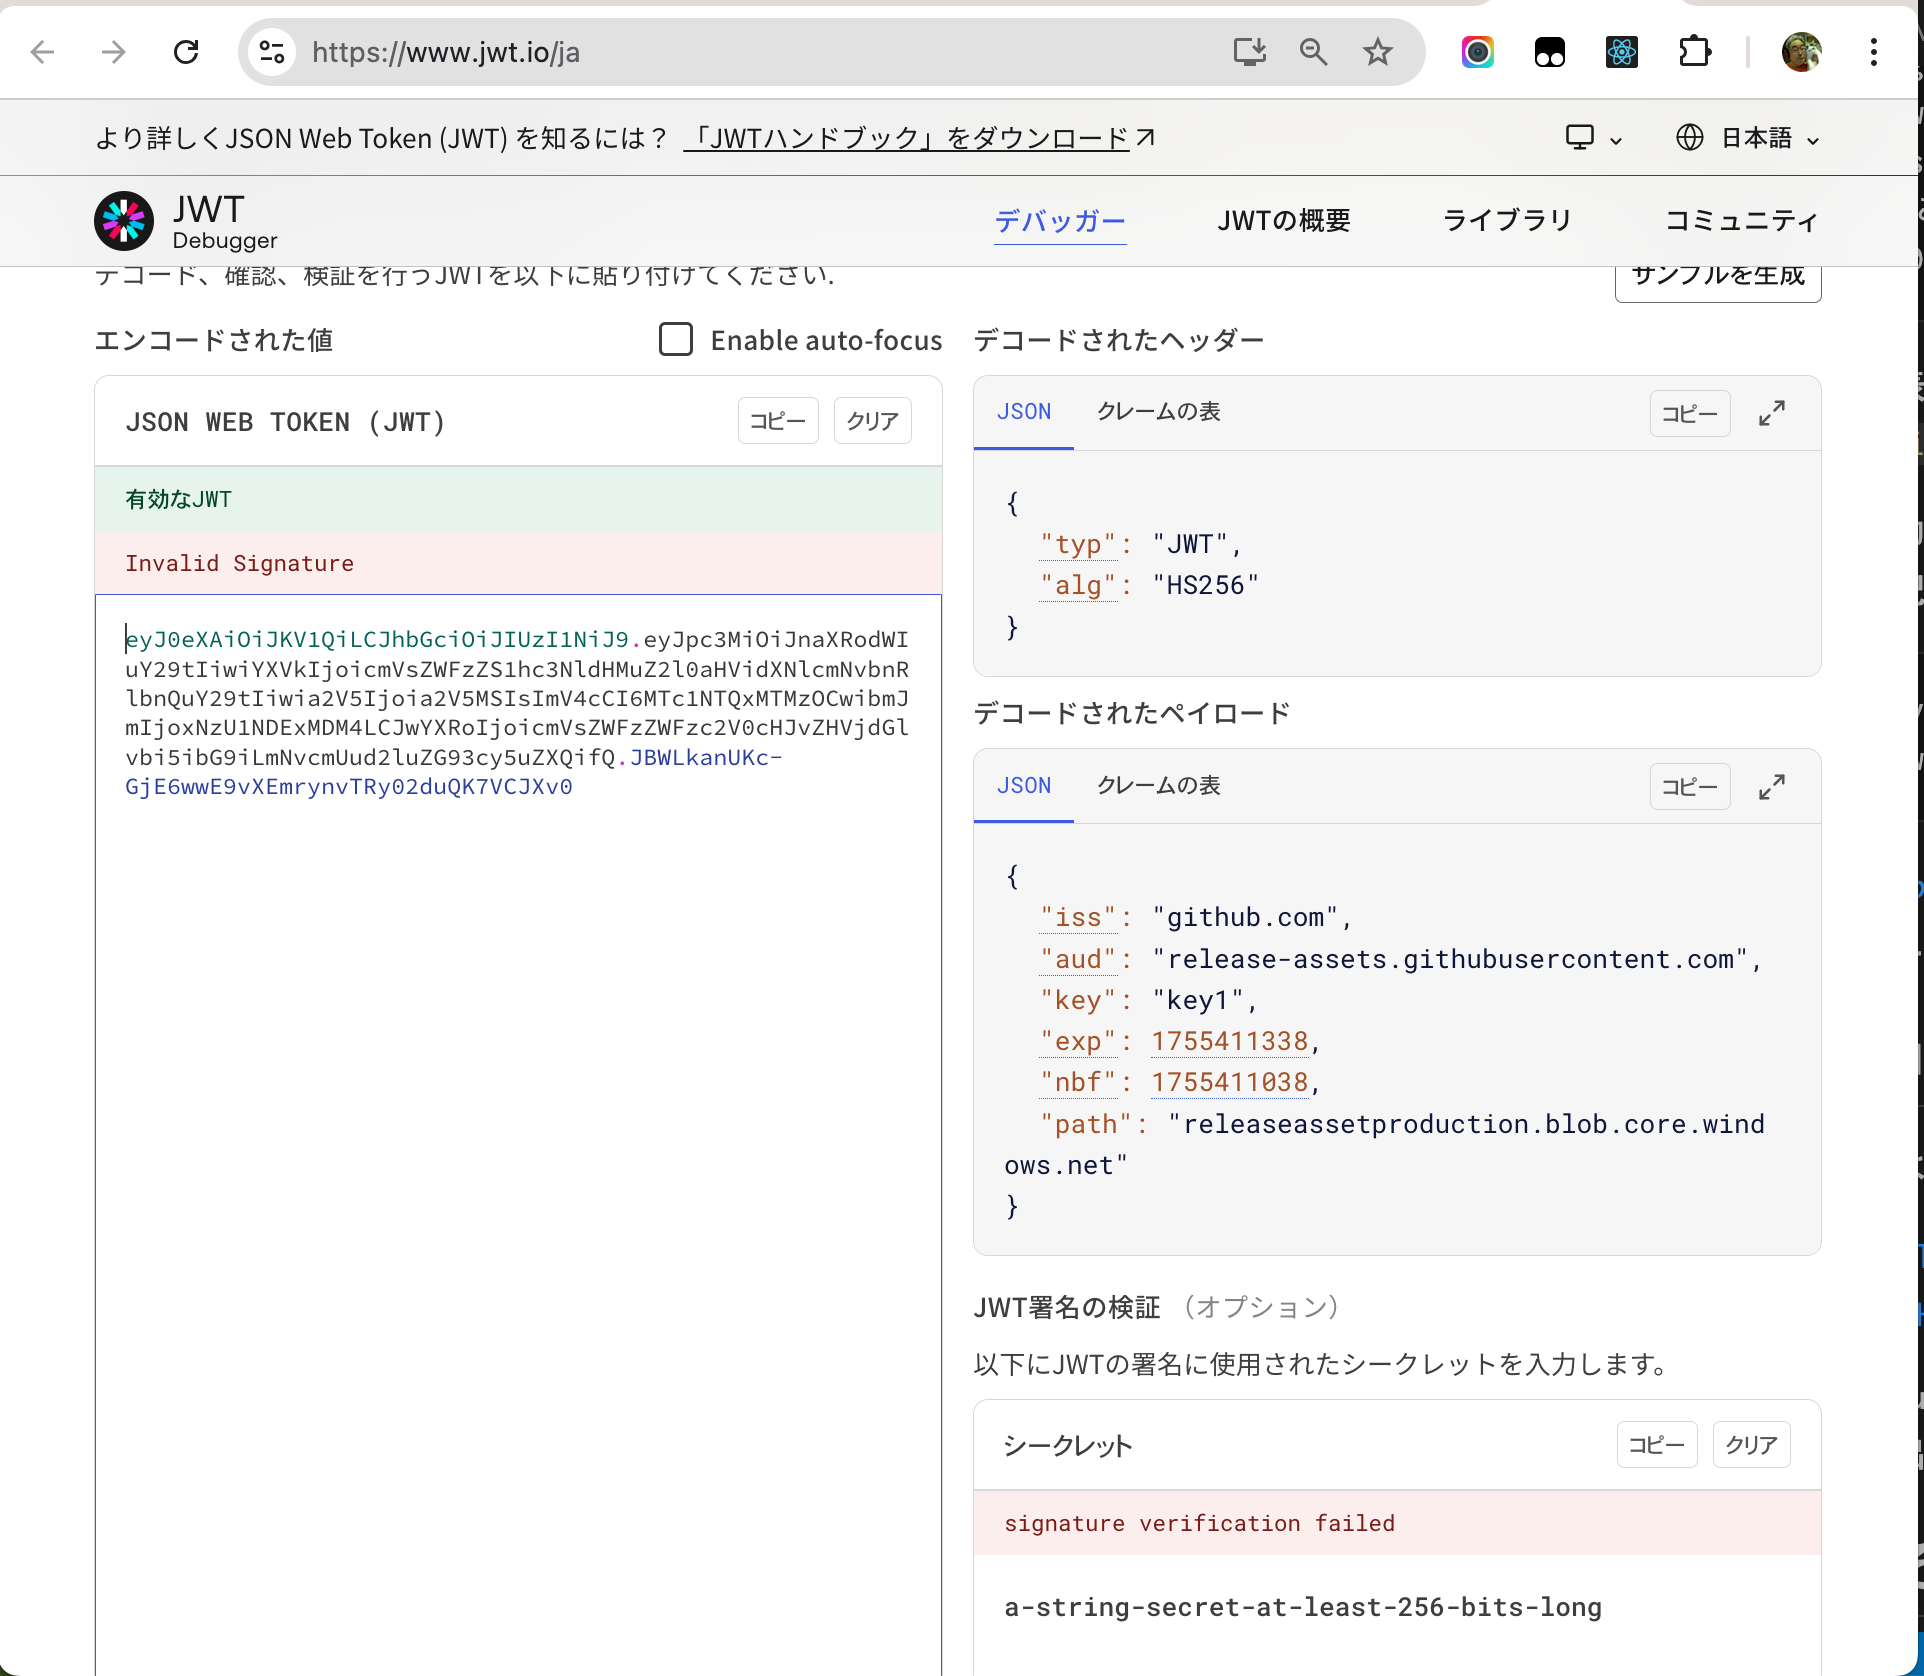 https://www.jwt.io/ja
より詳しくJSON Web Token (JWT) を知るには？ 「JWTハンドブック」をダウンロード
日本語
JWT
Debugger
デバッガー
JWTの概要
ライブラリ
コミュニティ
デコード、確認、検証を行うJWTを以下に貼り付けてください.
サンプルを生成
エンコードされた値
Enable auto-focus
JSON WEB TOKEN (JWT)
コピー
クリア
有効なJWT
Invalid Signature
eyJ0eXAiOiJKV1QiLCJhbGciOiJIUzI1NiJ9.eyJpc3MiOiJnaXRodWI
uY29tIiwiYXVkIjoicmVsZWFzZS1hc3NldHMuZ2l0aHVidXNlcmNvbnR
lbnQuY29tIiwia2V5Ijoia2V5MSIsImV4cCI6MTc1NTQxMTMzOCwibmJ
mIjoxNzU1NDExMDM4LCJwYXRoIjoicmVsZWFzZWFzc2V0cHJvZHVjdGl
vbi5ibG9iLmNvcmUud2luZG93cy5uZXQifQ.JBWLkanUKc-
GjE6wwE9vXEmrynvTRy02duQK7VCJXv0
デコードされたヘッダー
JSON
クレームの表
コピー
{
"typ": "JWT",
"alg": "HS256"
}
デコードされたペイロード
JSON
クレームの表
コピー
{
"iss": "github.com",
"aud": "release-assets.githubusercontent.com",
"key": "key1",
"exp": 1755411338,
"nbf": 1755411038,
"path": "releaseassetproduction.blob.core.wind
ows.net"
}
JWT署名の検証 （オプション）
以下にJWTの署名に使用されたシークレットを入力します。
シークレット
コピー
クリア
signature verification failed
a-string-secret-at-least-256-bits-long